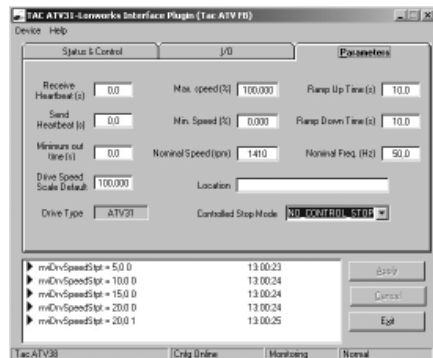 TAC ATV31-Lonworks Interface Plugin (Tac ATV FB)
Device Help
Status & Control I/O Parameters
Receive Heartbeat (s) 0,0 Max. speed (%) 100,000 Ramp Up Time (s) 10,0
Send Heartbeat (s) 0,0 Min. Speed (%) 0,000 Ramp Down Time (s) 10,0
Minimum out time (s) 0,0 Nominal Speed (rpm) 1410 Nominal Freq. (Hz) 50,0
Drive Speed Scale Default 100,000 Location
Drive Type ATV31 Controlled Stop Mode NO_CONTROL_STOP
nviDrvSpeedStpt = 5,0 0 13:00:23
nviDrvSpeedStpt = 10,0 0 13:00:24
nviDrvSpeedStpt = 15,0 0 13:00:24
nviDrvSpeedStpt = 20,0 0 13:00:24
nviDrvSpeedStpt = 20,0 1 13:00:25
Apply
Cancel
Exit
Tac ATV38 Cnfg Online Monitoring Normal